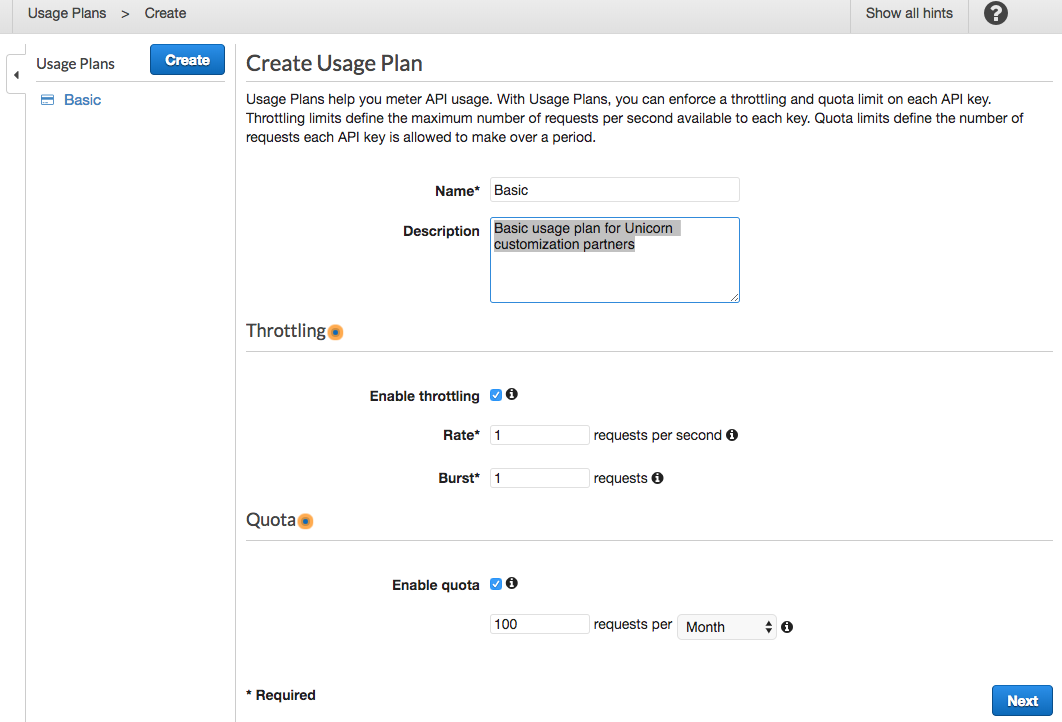 Usage Plans > Create Show all hints ?
Usage Plans Create
Basic
Create Usage Plan
Usage Plans help you meter API usage. With Usage Plans, you can enforce a throttling and quota limit on each API key.
Throttling limits define the maximum number of requests per second available to each key. Quota limits define the number of
requests each API key is allowed to make over a period.
Name* Basic
Description Basic usage plan for Unicorn
customization partners
Throttling
Enable throttling
Rate* 1 requests per second
Burst* 1 requests
Quota
Enable quota
100 requests per Month
* Required
Next